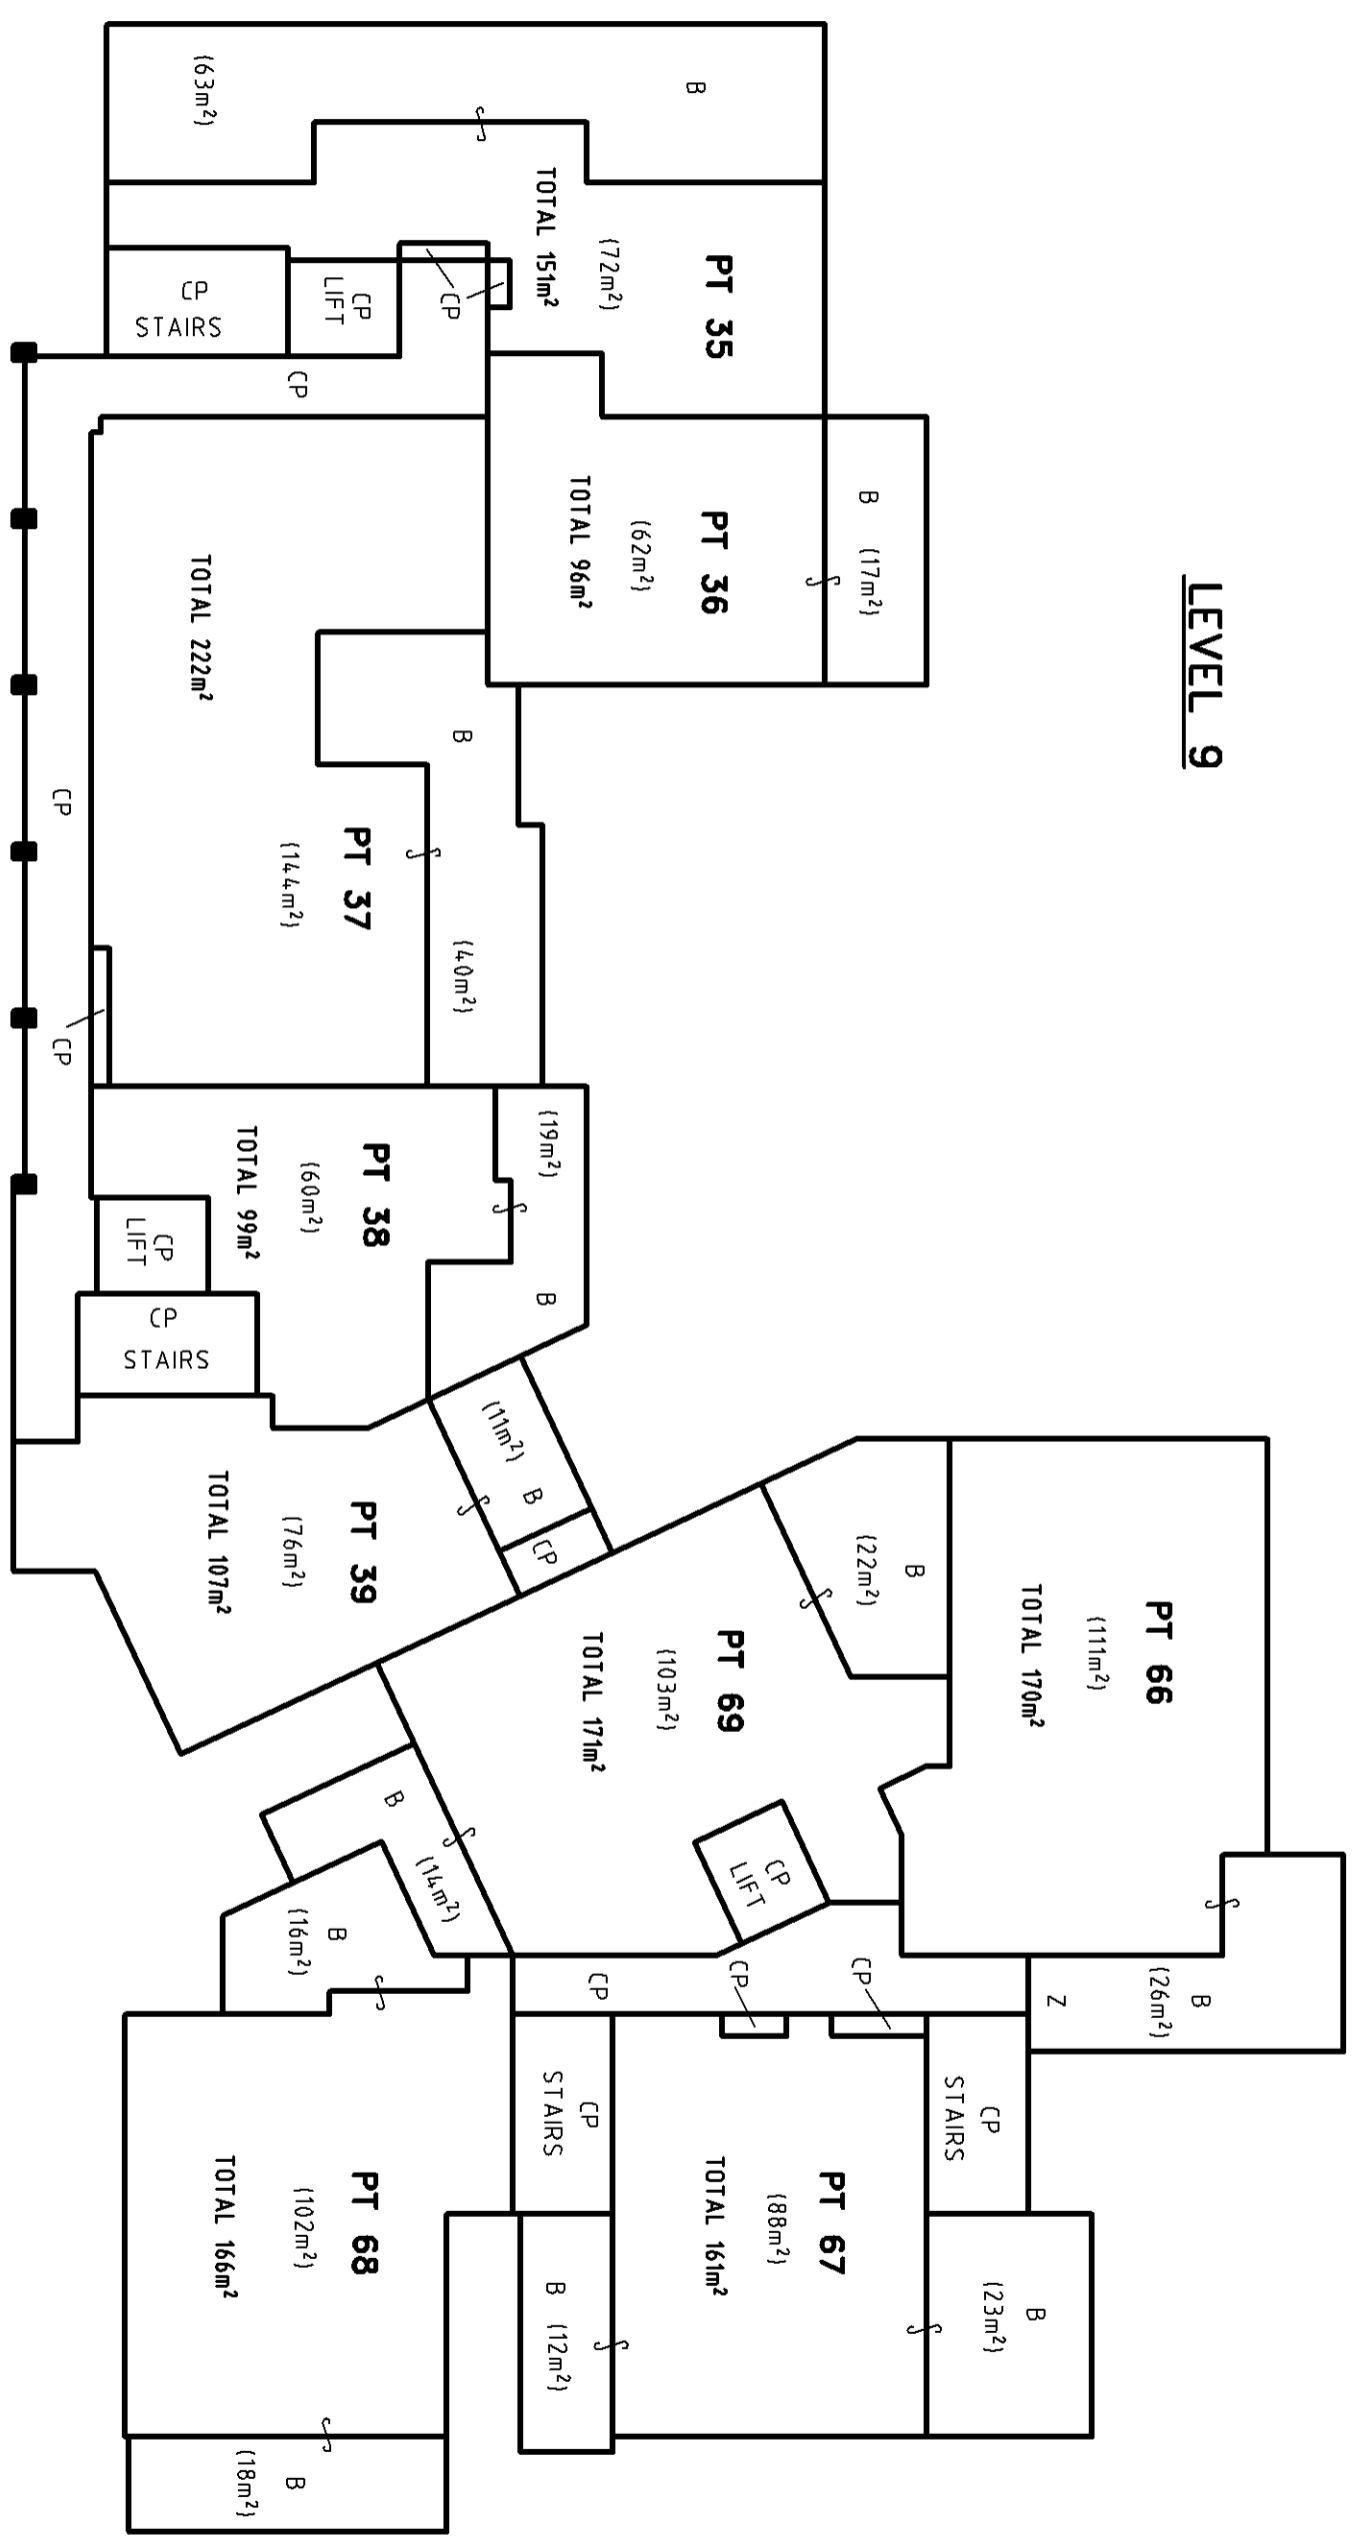 LEVEL 9
B
(63m²)
PT 35
(72m²)
TOTAL 151m²
CP
CP
LIFT
CP
STAIRS
CP
B (17m²)
PT 36
(62m²)
TOTAL 96m²
B
(40m²)
PT 37
(144m²)
TOTAL 222m²
CP
CP
(19m²)
B
PT 38
(60m²)
TOTAL 99m²
CP
LIFT
CP
STAIRS
(11m²) B
CP
PT 39
(76m²)
TOTAL 107m²
PT 66
(111m²)
TOTAL 170m²
B
(22m²)
B
(26m²)
Z
PT 69
(103m²)
TOTAL 171m²
CP
LIFT
B
(14m²)
B
(16m²)
CP
CP
CP
CP
STAIRS
CP
STAIRS
B
(23m²)
PT 67
(88m²)
TOTAL 161m²
B (12m²)
PT 68
(102m²)
TOTAL 166m²
B
(18m²)